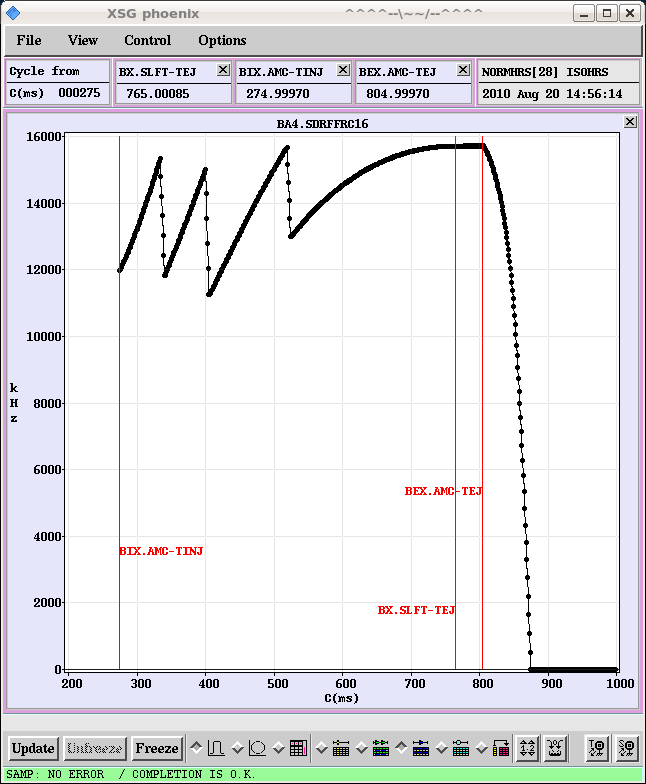 XSG phoenix ^^^^--\~~/--^^^^
File View Control Options
Cycle from
C(ms) 000275
BX.SLFT-TEJ
765.00085
BIX.AMC-TINJ
274.99970
BEX.AMC-TEJ
804.99970
NORMHRS[28] ISOHRS
2010 Aug 20 14:56:14
BA4.SDRFFRC16
16000
14000
12000
10000
8000
6000
4000
2000
0
kHz
BEX.AMC-TEJ
BIX.AMC-TINJ
BX.SLFT-TEJ
200 300 400 500 600 700 800 900 1000
C(ms)
Update Unfreeze Freeze
SAMP: NO ERROR / COMPLETION IS O.K.